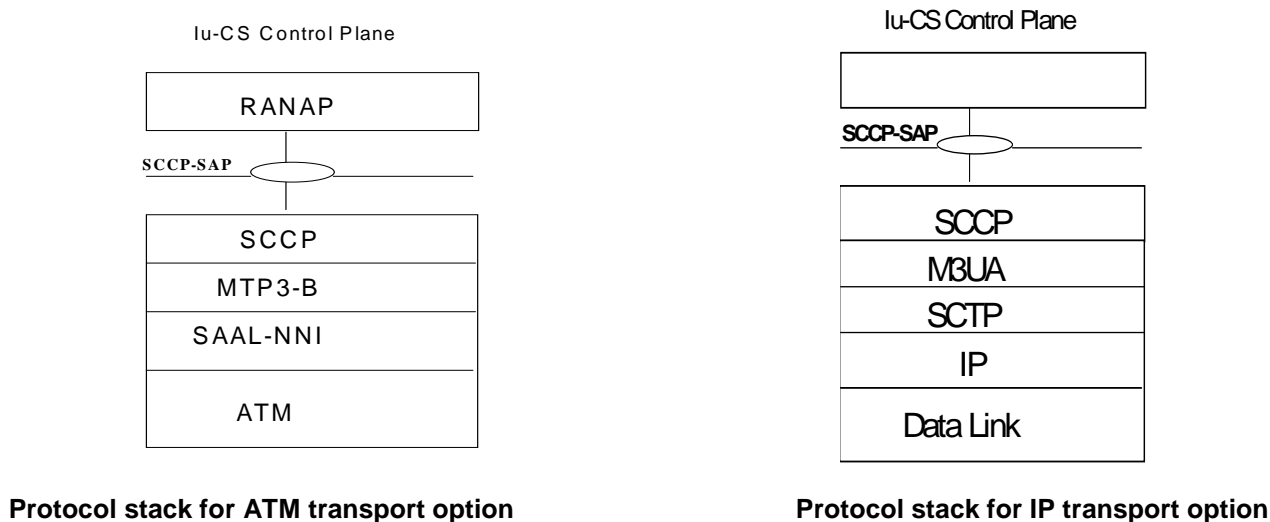 Iu-CS Control Plane
RANAP
SCCP-SAP
SCCP
MTP3-B
SAAL-NNI
ATM
Protocol stack for ATM transport option
Iu-CS Control Plane
SCCP-SAP
SCCP
M3UA
SCTP
IP
Data Link
Protocol stack for IP transport option